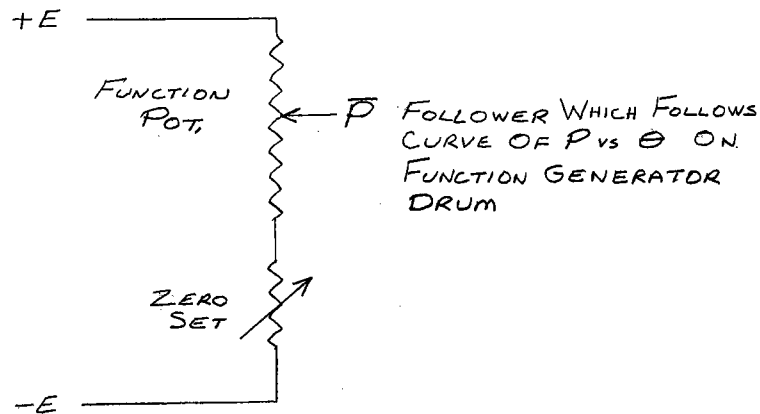 +E
FUNCTION
POT.
P̅ FOLLOWER WHICH FOLLOWS
CURVE OF P VS θ ON
FUNCTION GENERATOR
DRUM
ZERO
SET
-E